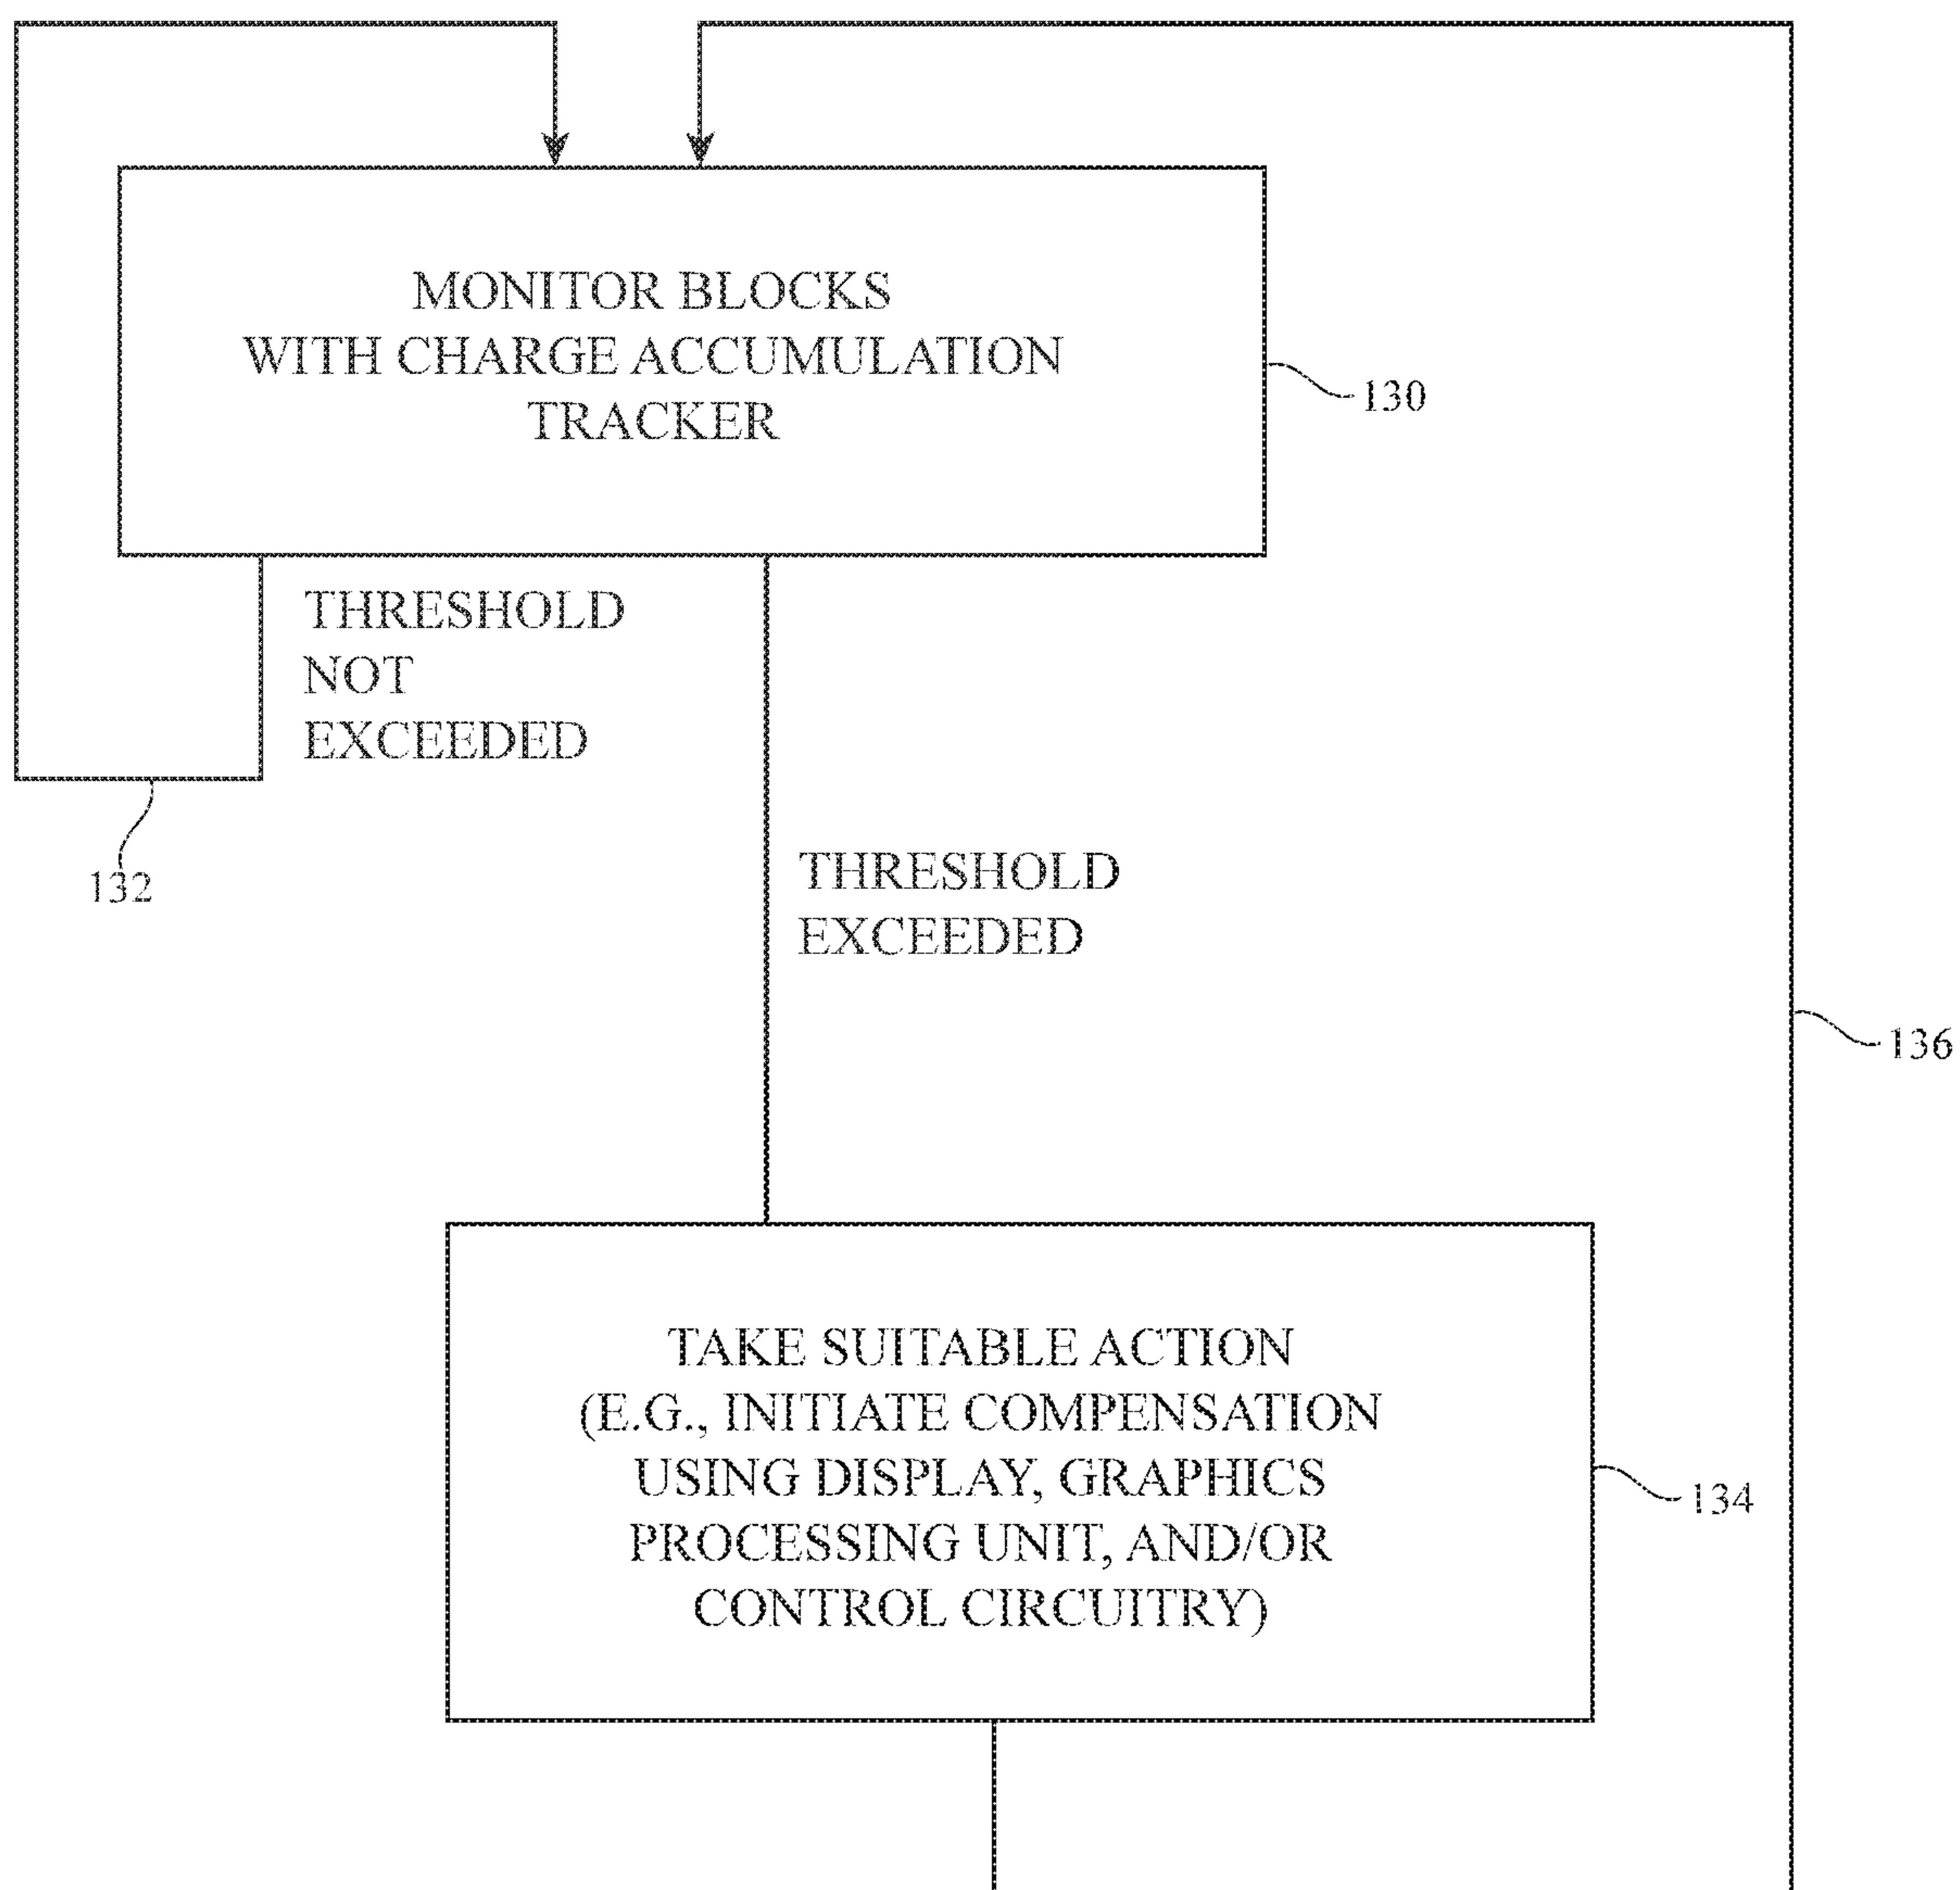 MONITOR BLOCKS
WITH CHARGE ACCUMULATION
TRACKER
130
THRESHOLD
NOT
EXCEEDED
132
THRESHOLD
EXCEEDED
136
TAKE SUITABLE ACTION
(E.G., INITIATE COMPENSATION
USING DISPLAY, GRAPHICS
PROCESSING UNIT, AND/OR
CONTROL CIRCUITRY)
134